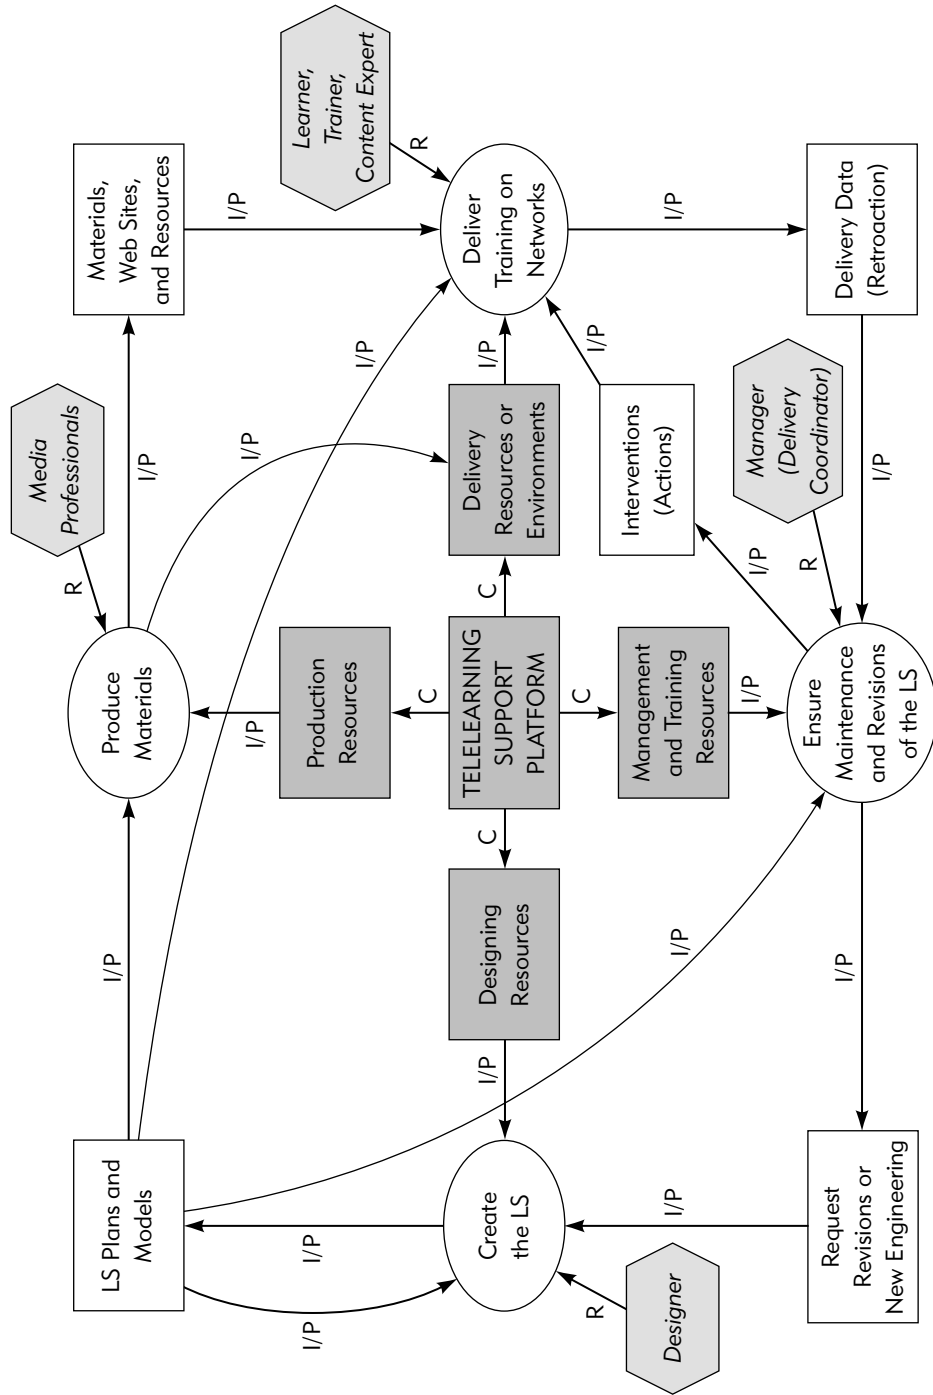 Media
Professionals
R
LS Plans and
Models
I/P
Produce
Materials
I/P
Materials,
Web Sites,
and Resources
I/P
I/P
I/P
I/P
I/P
Production
Resources
Learner,
Trainer,
Content Expert
I/P
R
C
Create
the LS
I/P
Designing
Resources
C
TELELEARNING
SUPPORT
PLATFORM
C
Delivery
Resources or
Environments
I/P
Deliver
Training on
Networks
C
R
I/P
Designer
I/P
I/P
Management
and Training
Resources
Interventions
(Actions)
I/P
I/P
I/P
Manager
(Delivery
Coordinator)
R
Request
Revisions or
New Engineering
I/P
Ensure
Maintenance
and Revisions
of the LS
I/P
Delivery Data
(Retroaction)